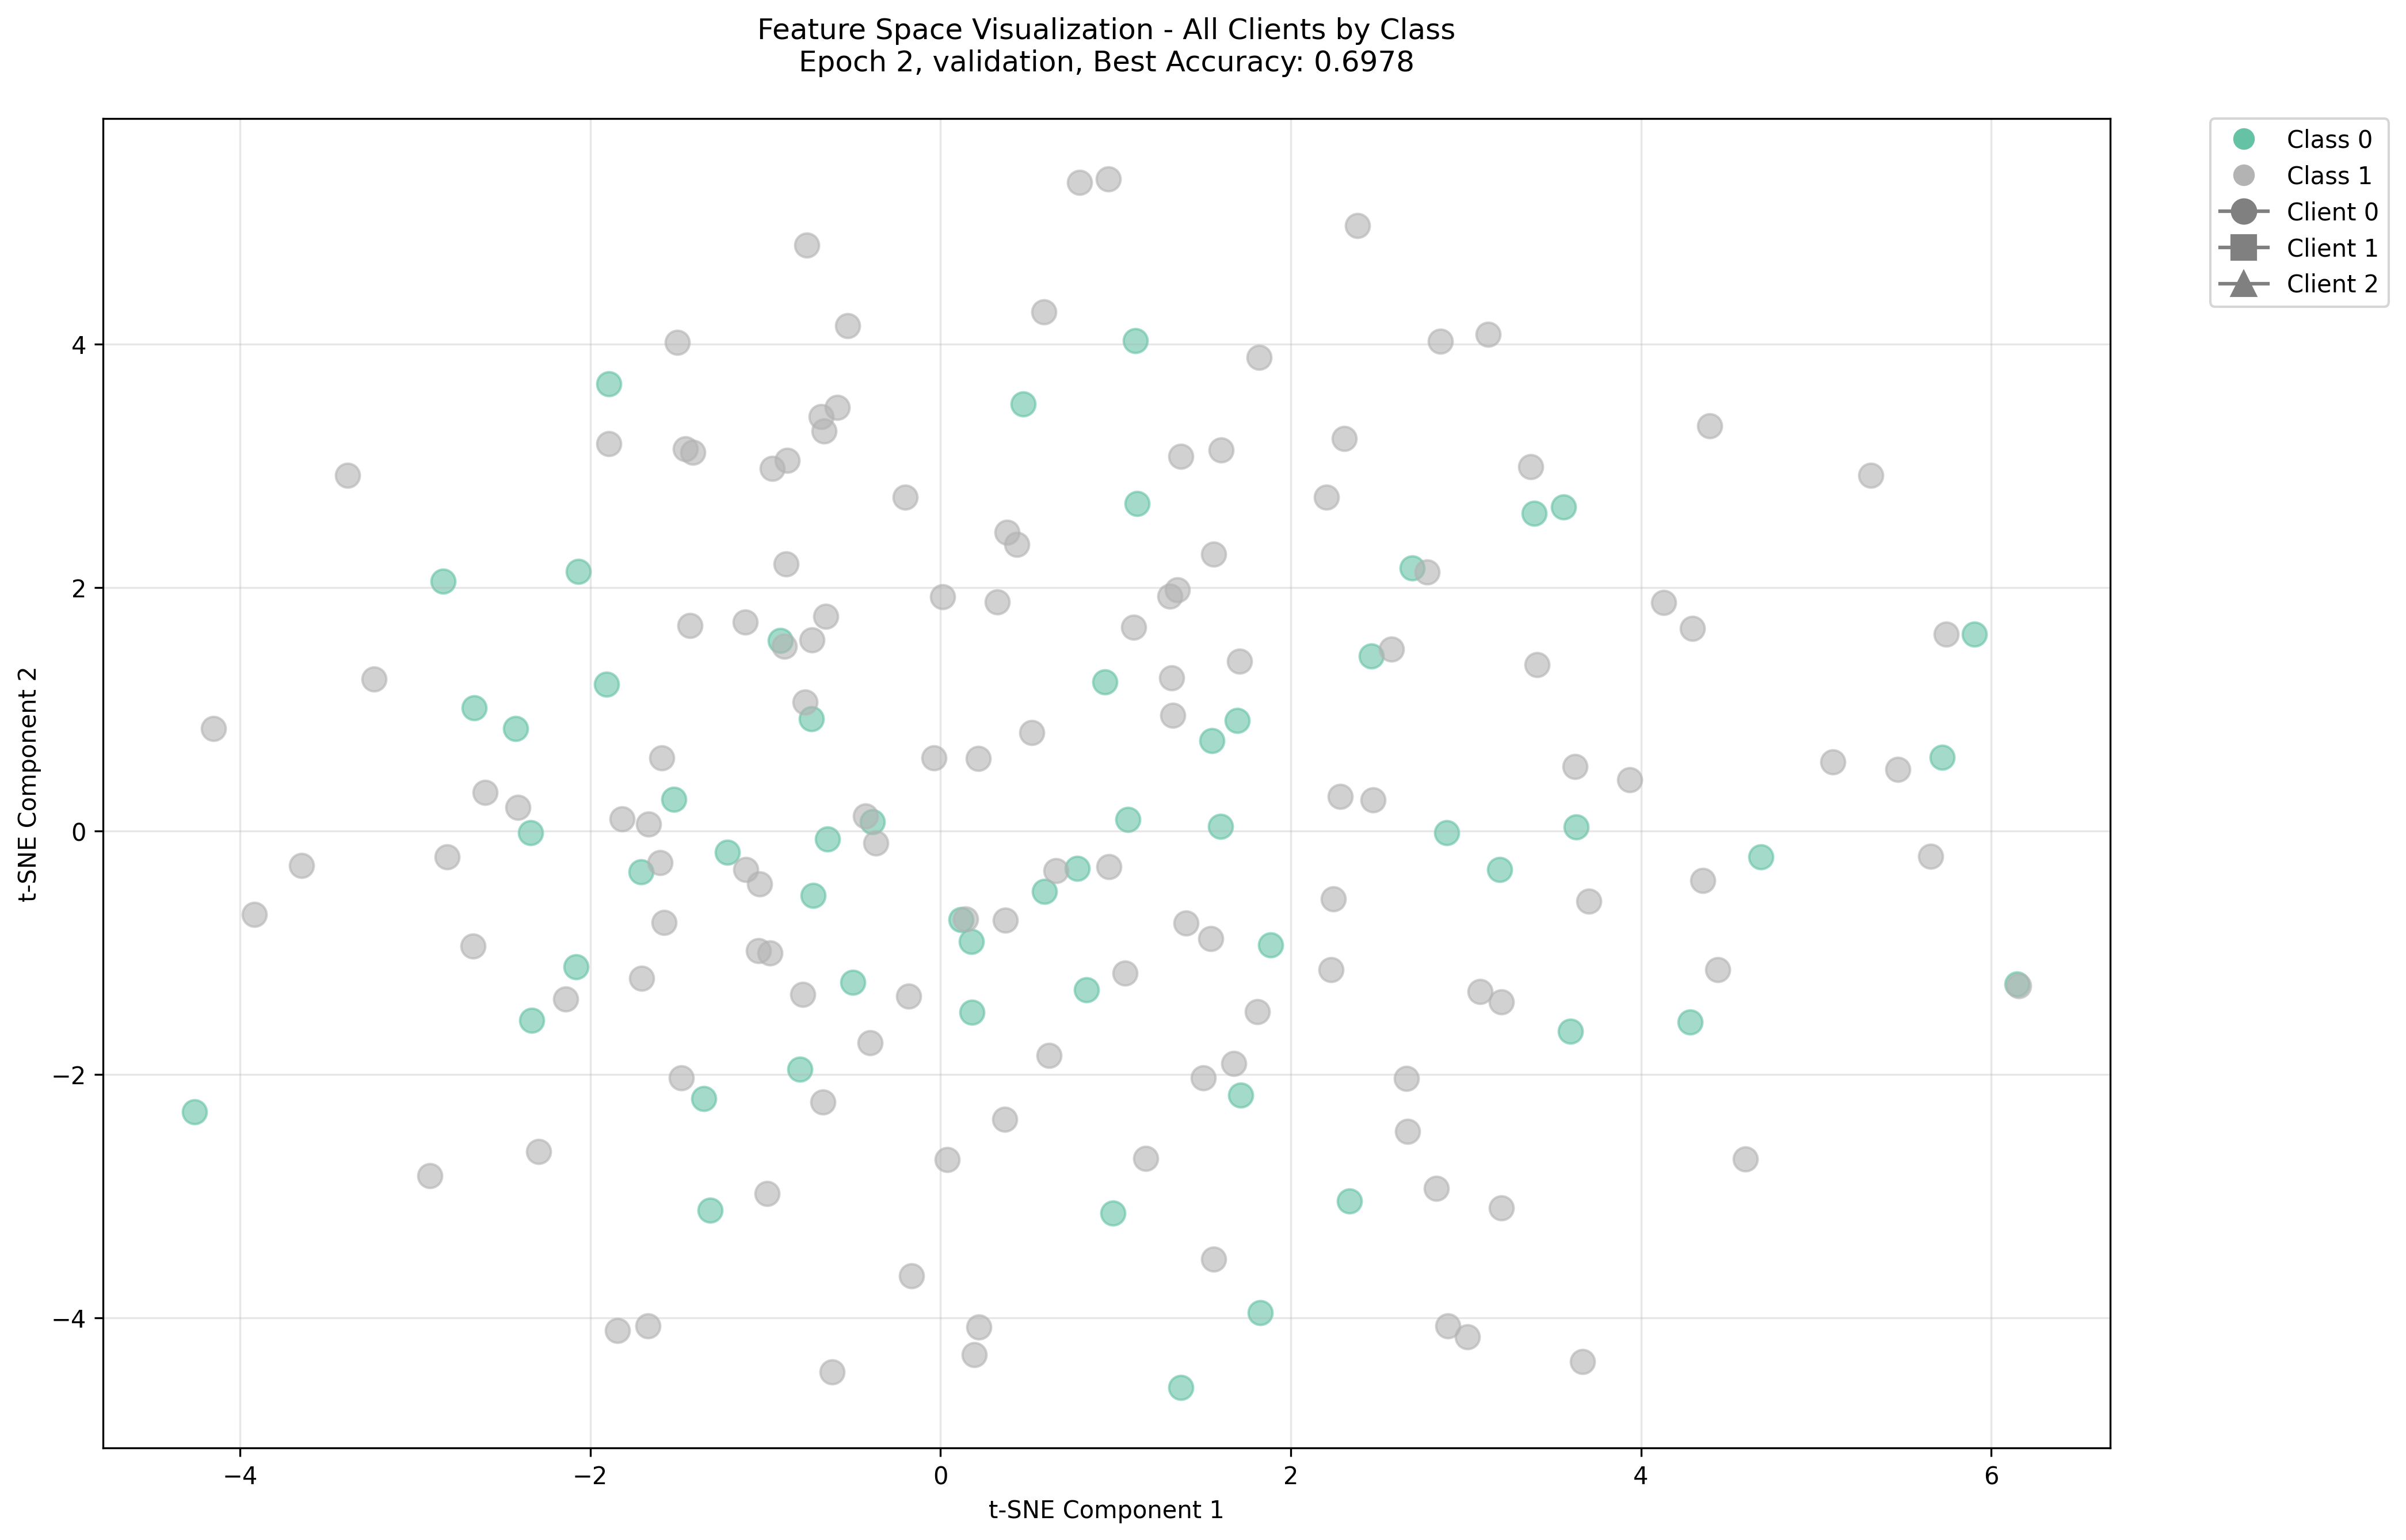 Feature Space Visualization - All Clients by Class
Epoch 2, validation, Best Accuracy: 0.6978
Class 0
Class 1
Client 0
Client 1
Client 2
4
2
0
−2
−4
t-SNE Component 2
−4
−2
0
2
4
6
t-SNE Component 1